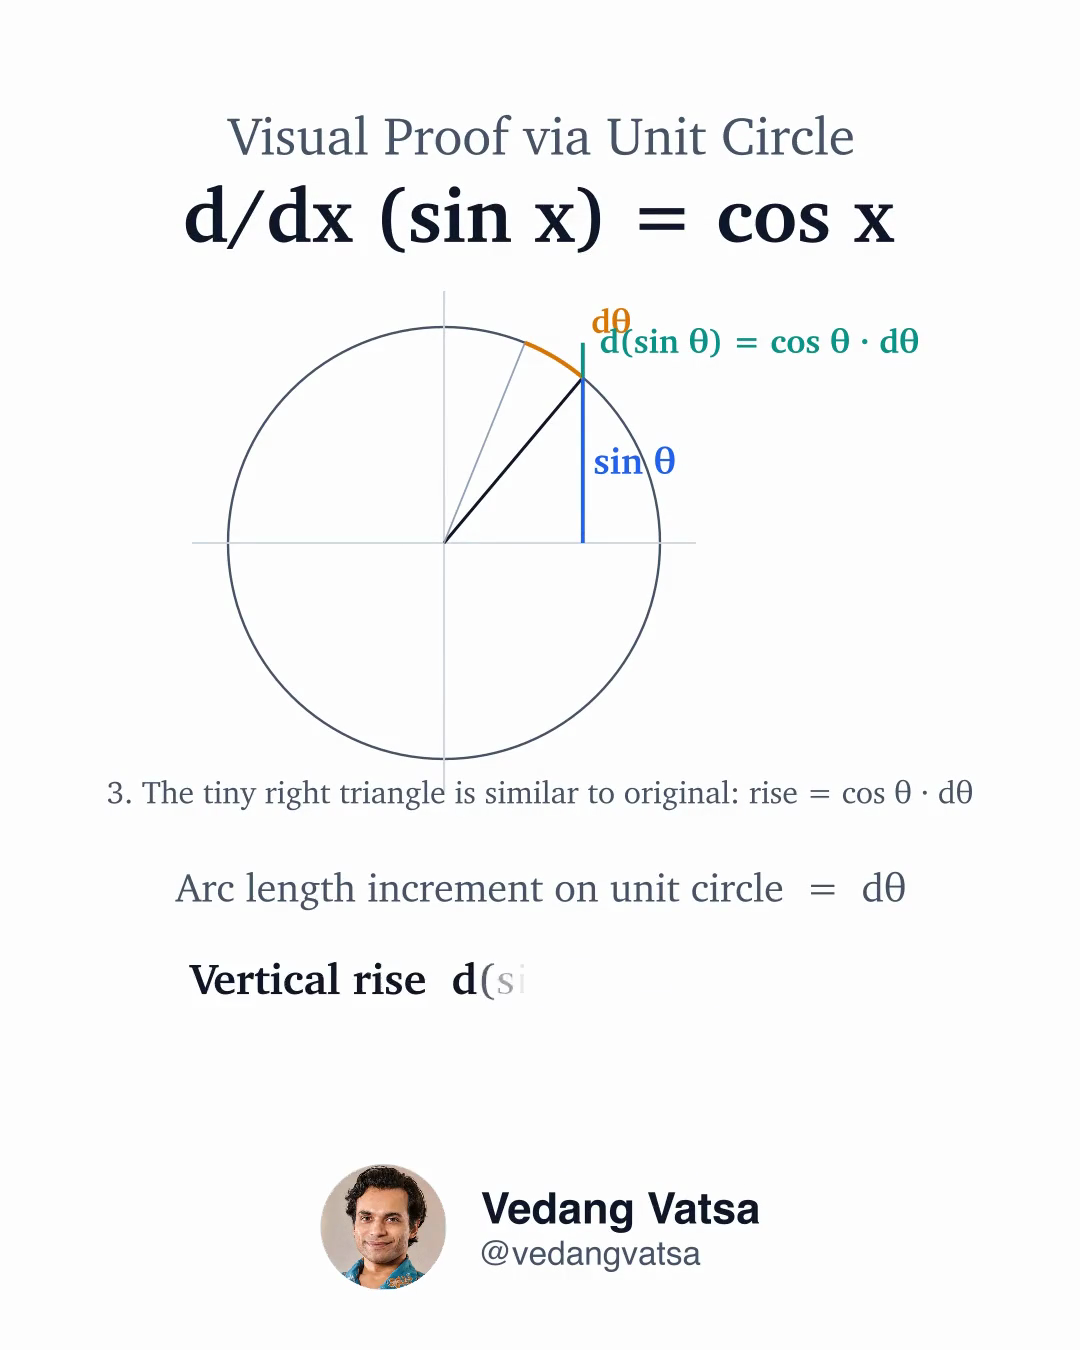 Visual Proof via Unit Circle
d/dx (sin x) = cos x
dθ
d(sin θ) = cos θ · dθ
sin θ
3. The tiny right triangle is similar to original: rise = cos θ · dθ
Arc length increment on unit circle = dθ
Vertical rise d(si
Vedang Vatsa
@vedangvatsa